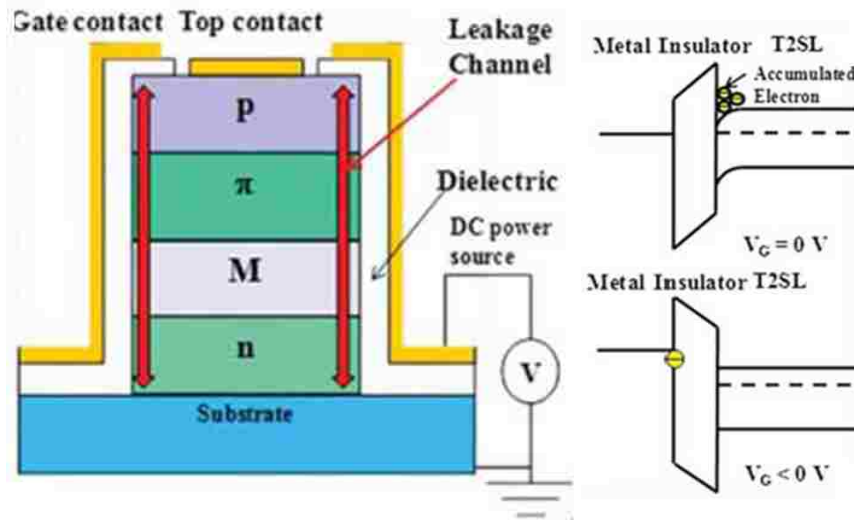 Gate contact Top contact
Leakage
Channel
p
π
M
n
Dielectric
DC power
source
V
Substrate
Metal Insulator T2SL
Accumulated
Electron
V_G = 0 V
Metal Insulator T2SL
V_G < 0 V